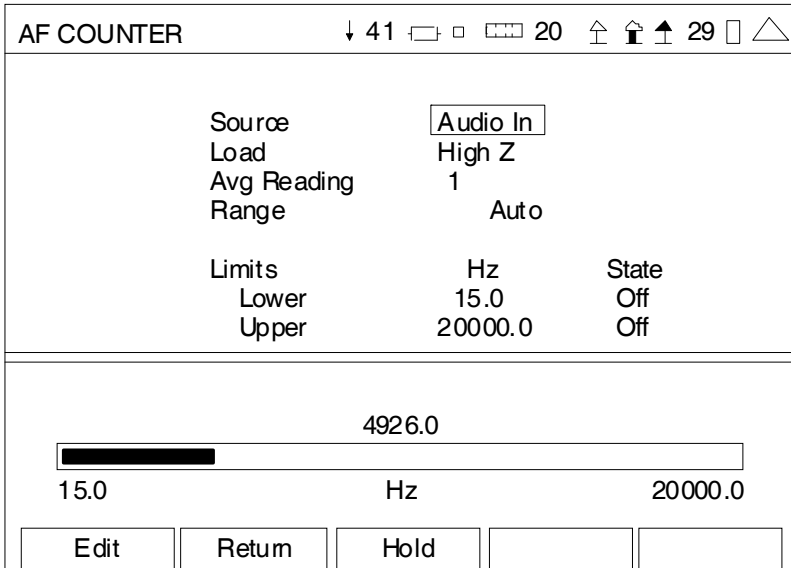 AF COUNTER 41 20 29
Source Audio In
Load High Z
Avg Reading 1
Range Auto
Limits Hz State
Lower 15.0 Off
Upper 20000.0 Off
4926.0
15.0 Hz 20000.0
Edit Return Hold